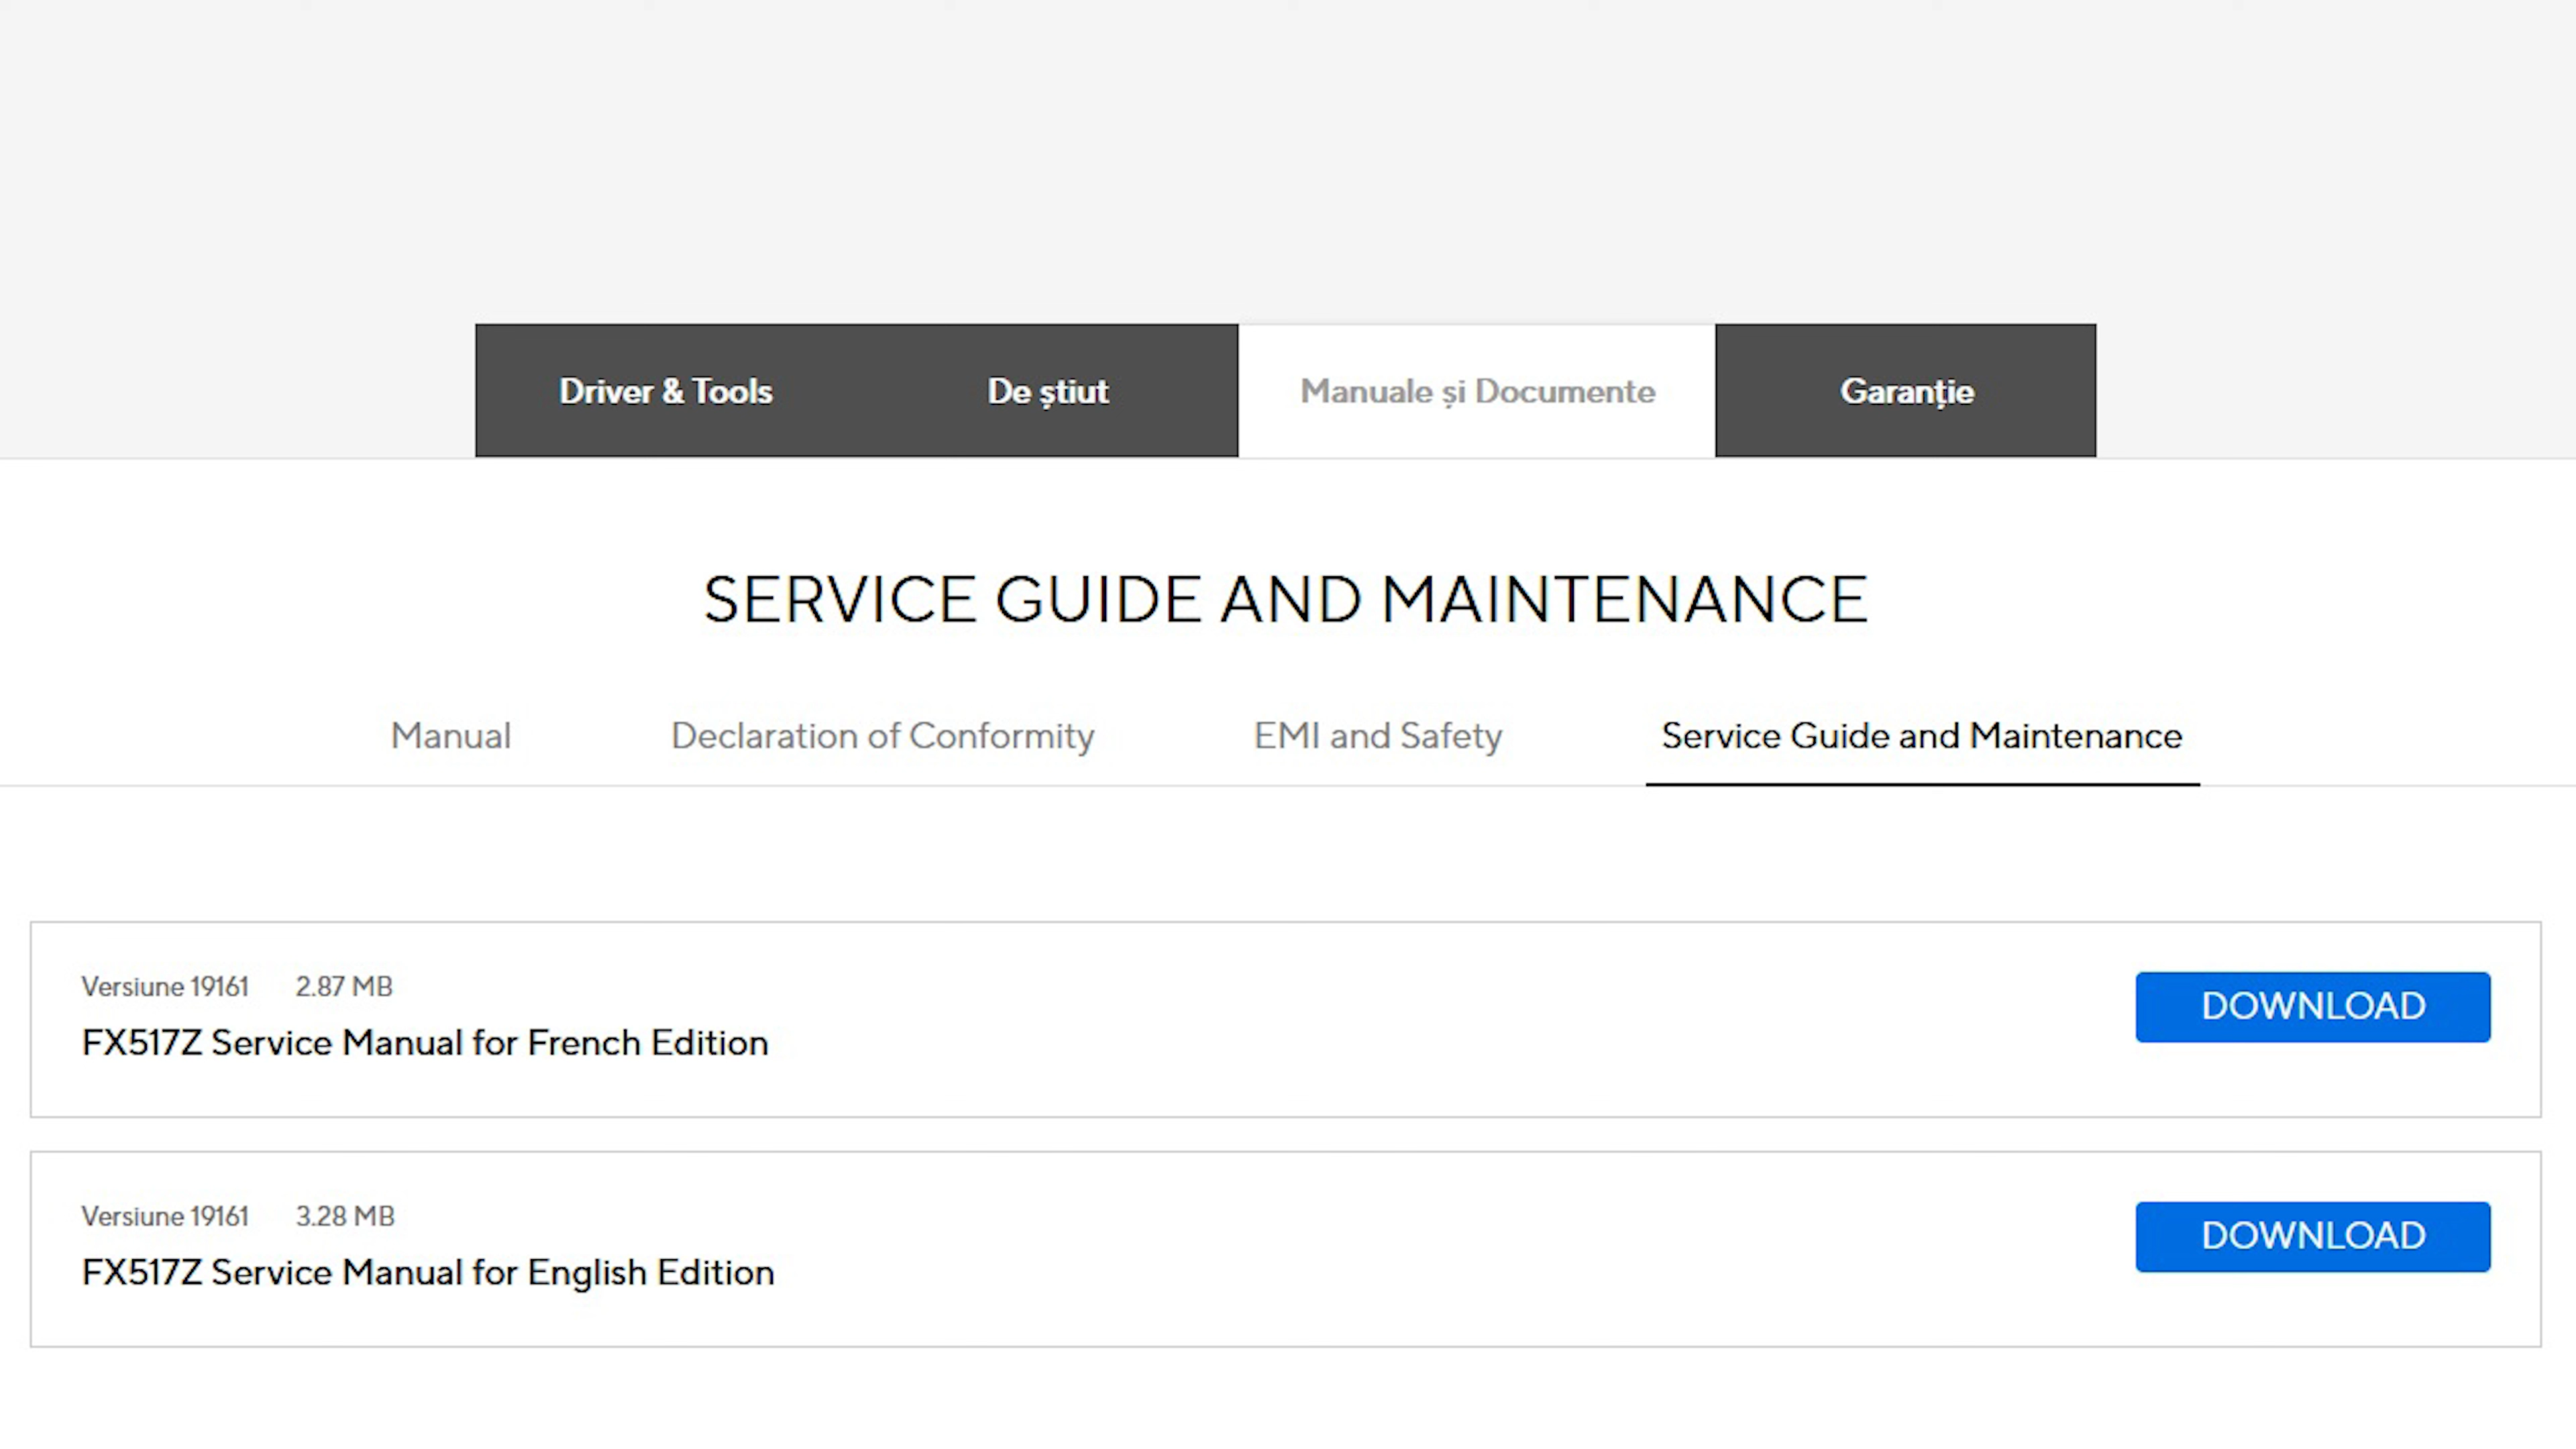 Driver & Tools De știut Manuale și Documente Garanție
SERVICE GUIDE AND MAINTENANCE
Manual Declaration of Conformity EMI and Safety Service Guide and Maintenance
Versiune 19161 2.87 MB
DOWNLOAD
FX517Z Service Manual for French Edition
Versiune 19161 3.28 MB
DOWNLOAD
FX517Z Service Manual for English Edition